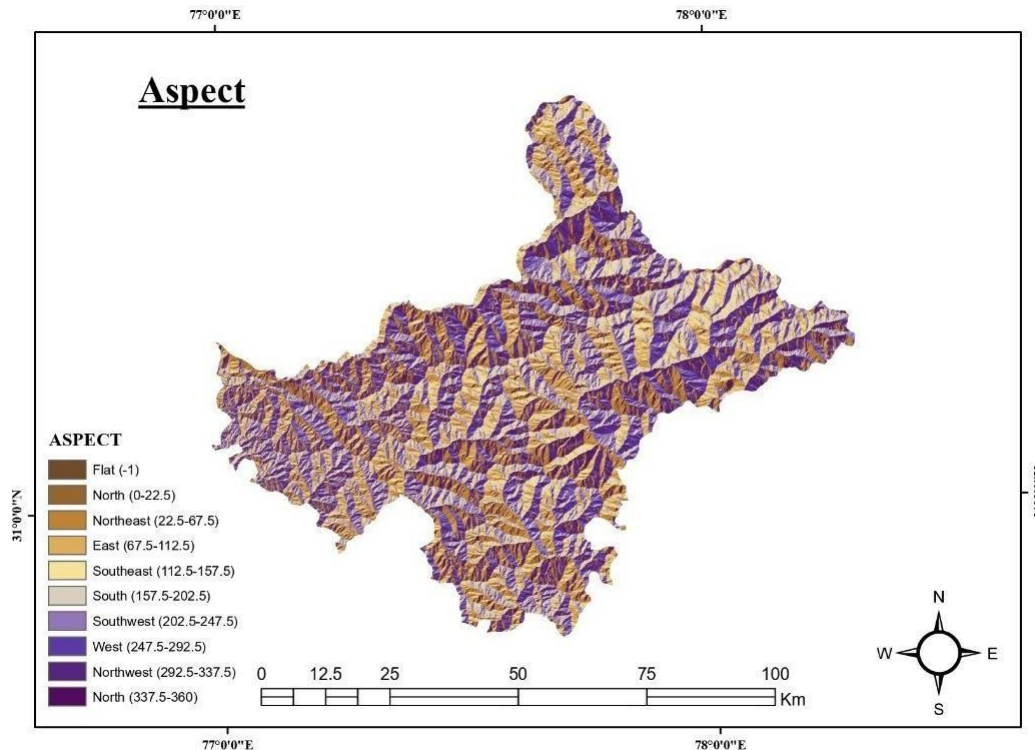 77°0'0"E 78°0'0"E
Aspect
ASPECT
Flat (-1)
North (0-22.5)
Northeast (22.5-67.5)
East (67.5-112.5)
Southeast (112.5-157.5)
South (157.5-202.5)
Southwest (202.5-247.5)
West (247.5-292.5)
Northwest (292.5-337.5)
North (337.5-360)
31°0'0"N
0 12.5 25 50 75 100
Km
N
W E
S
77°0'0"E 78°0'0"E